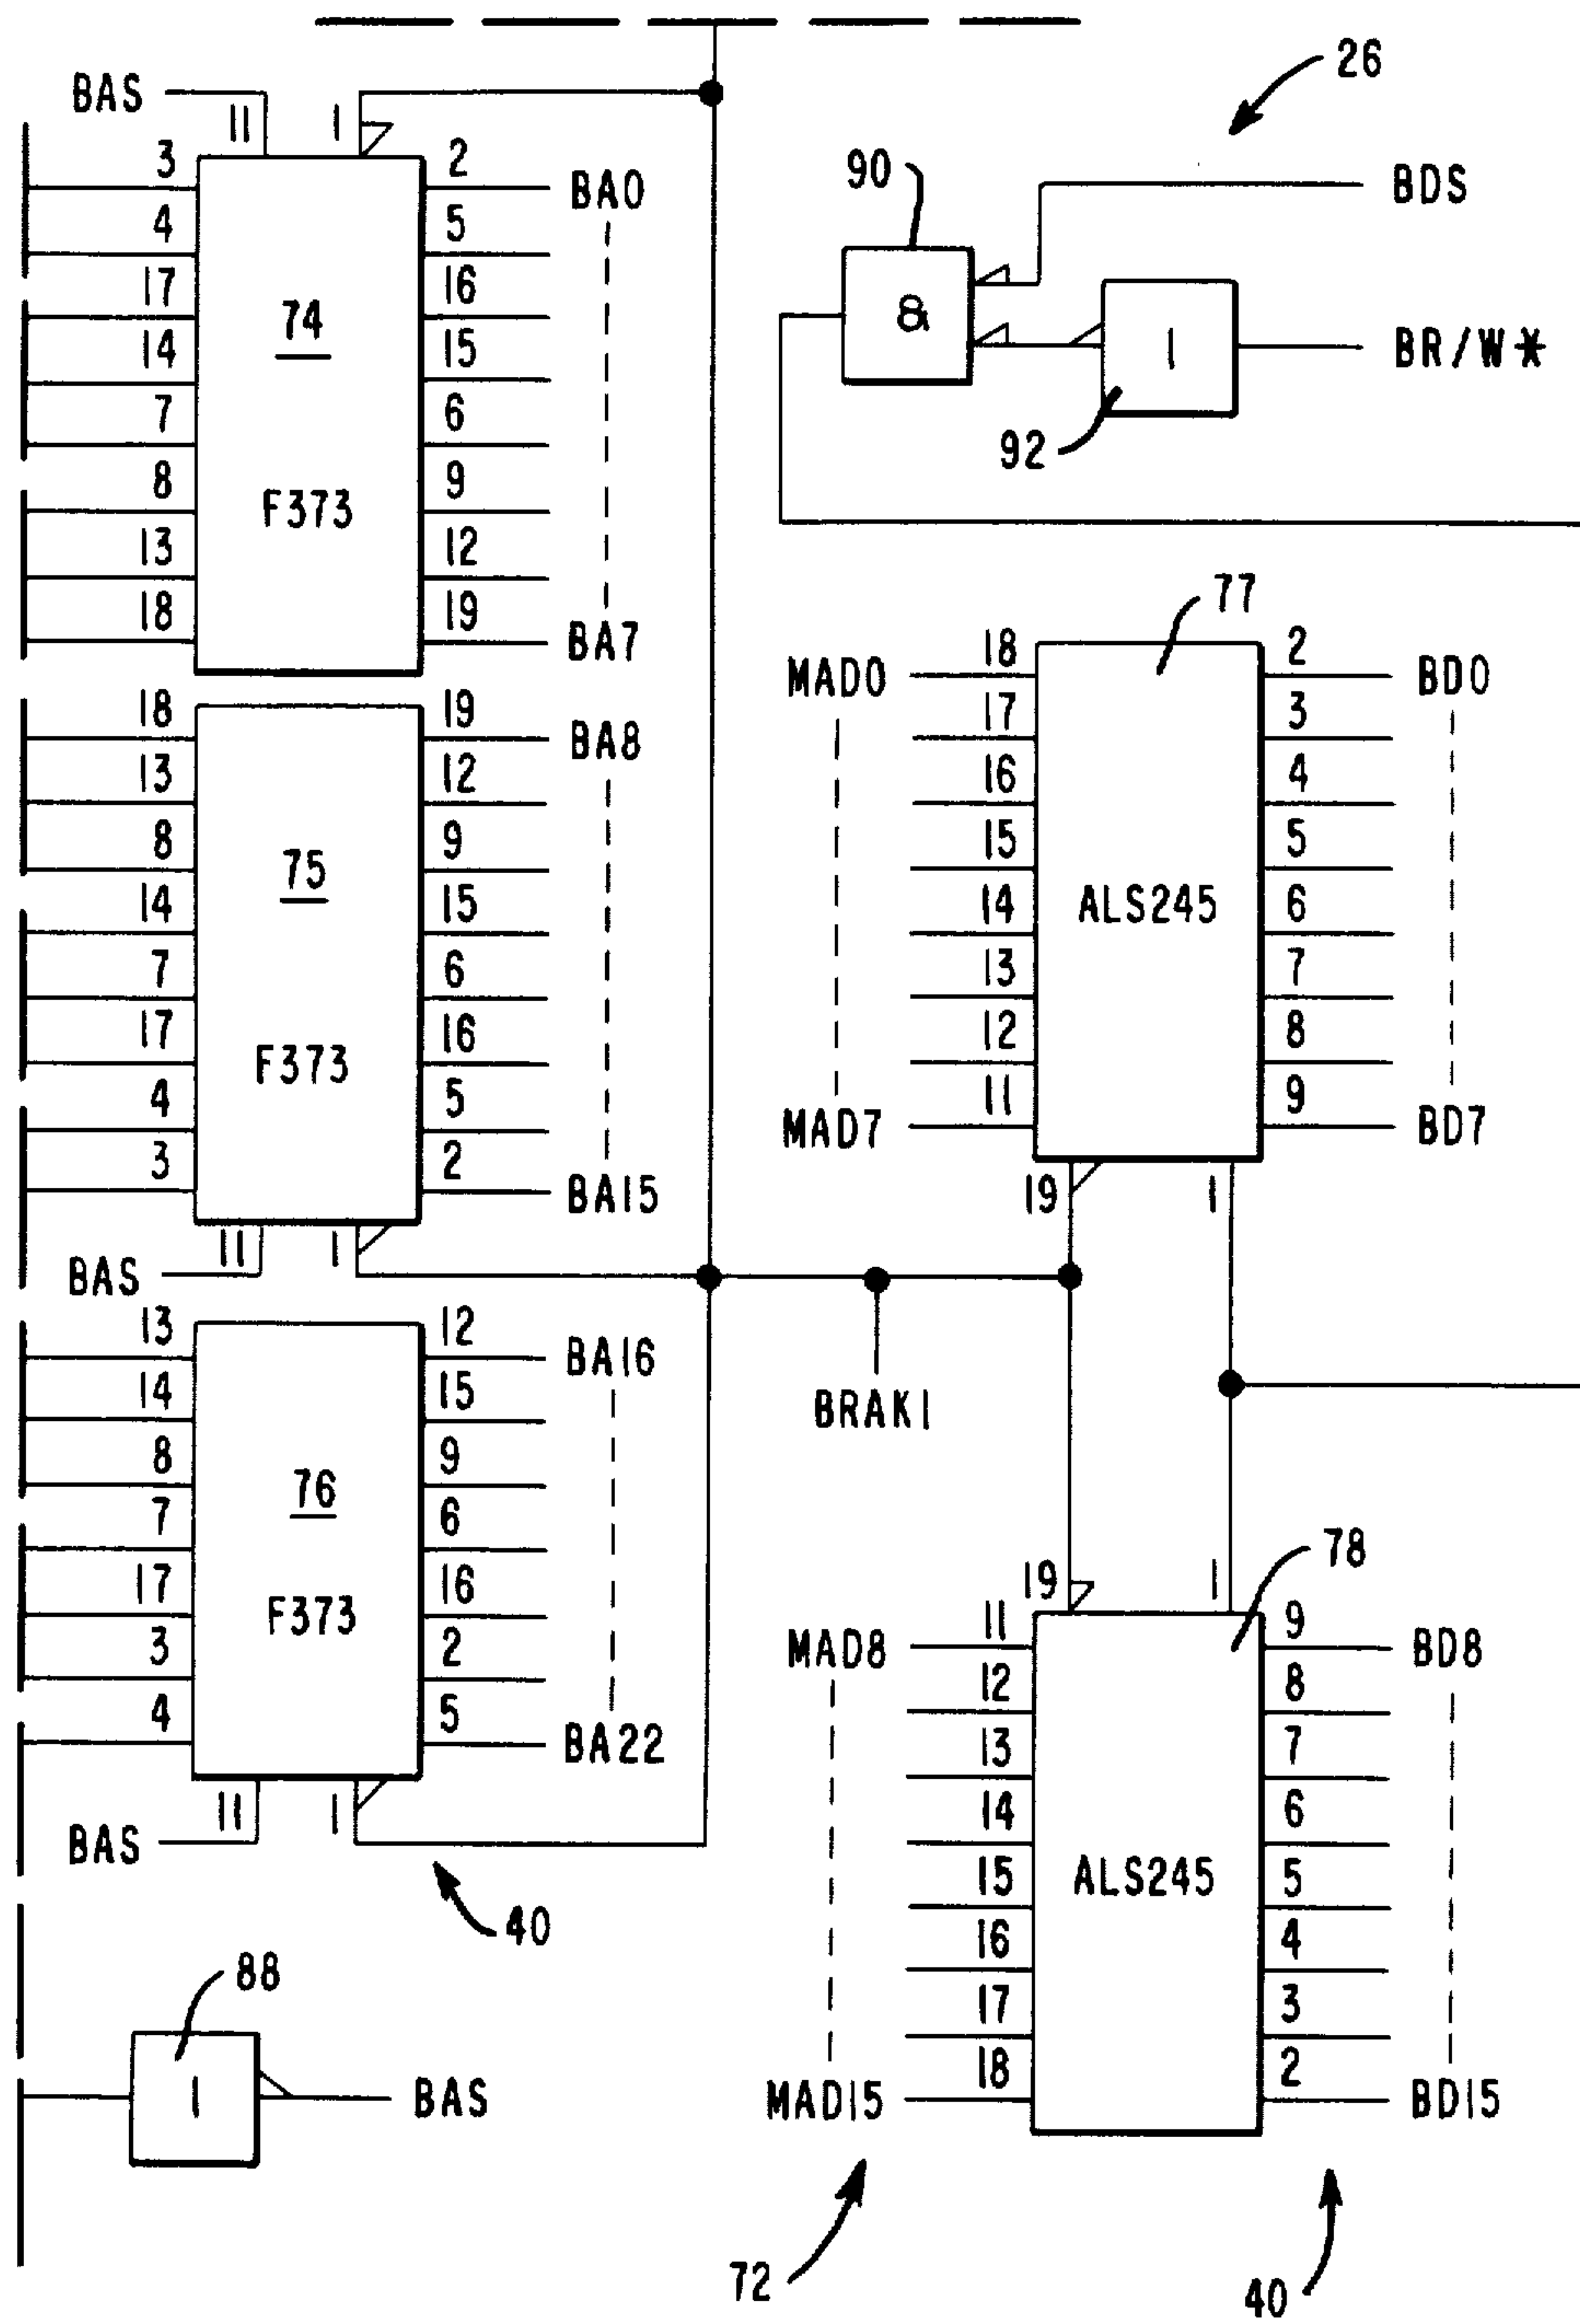 BAS
11 1
3 2 BA0
4 5
17 16
14 15
7 6
8 9
13 12
18 19 BA7
74
F373
18 19 BA8
13 12
8 9
14 15
7 6
17 16
4 5
3 2 BA15
75
F373
11 1
BAS
13 12 BA16
14 15
8 9
7 6
17 16
3 2
4 5 BA22
76
F373
11 1
BAS
40
88
1 BAS
26
90
& BDS
1 BR/W*
92
77
MAD0 18 2 BD0
17 3
16 4
15 5
14 6
13 7
12 8
MAD7 11 9 BD7
ALS245
19 1
BRAK1
19 1
78
MAD8 11 9 BD8
12 8
13 7
14 6
15 5
16 4
17 3
MAD15 18 2 BD15
ALS245
72
40